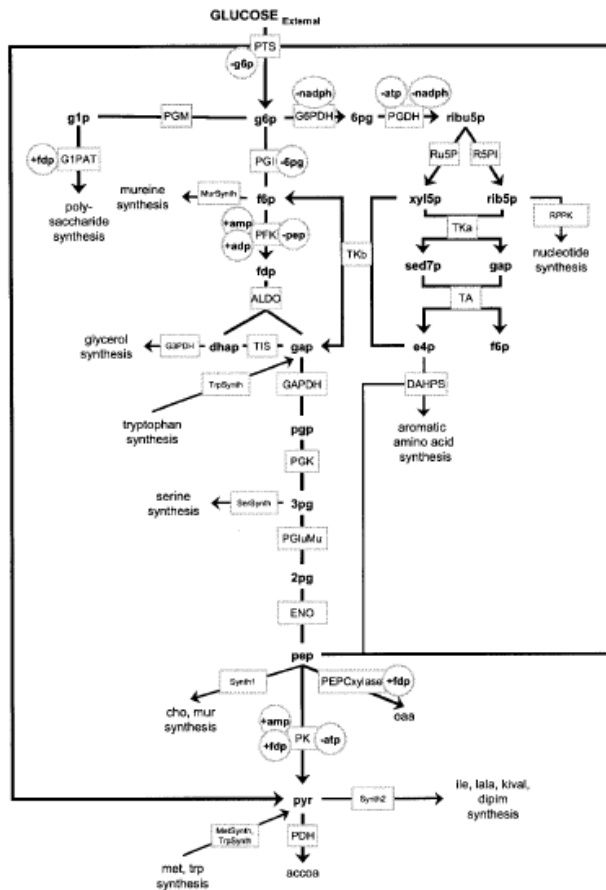 GLUCOSE External
PTS
-g6p
-nadph
-atp
-nadph
g1p
PGM
g6p
G6PDH
6pg
PGDH
ribu5p
+fdp
G1PAT
PGI
-6pg
Ru5P
R5PI
mureine
synthesis
MurSynth
f6p
xyl5p
rib5p
poly-
saccharide
synthesis
+amp
+adp
PFK
-pep
TKa
RPPK
fdp
TKb
sed7p
gap
nucleotide
synthesis
ALDO
TA
glycerol
synthesis
G3PDH
dhap
TIS
gap
e4p
f6p
TrpSynth
GAPDH
DAHPS
tryptophan
synthesis
pgp
aromatic
amino acid
synthesis
PGK
serine
synthesis
SerSynth
3pg
PGluMu
2pg
ENO
pep
Synth1
PEPCxylase
+fdp
cho, mur
synthesis
oaa
+amp
+fdp
PK
-atp
pyr
Synth2
ile, lala, kival,
dipim
synthesis
MetSynth,
TrpSynth
PDH
met, trp
synthesis
accoa